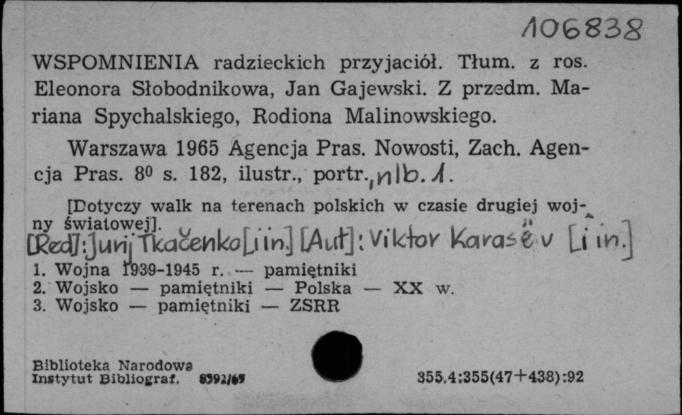 106838
WSPOMNIENIA radzieckich przyjaciół. Tłum. z ros.
Eleonora Słobodnikowa, Jan Gajewski. Z przedm. Ma-
riana Spychalskiego, Rodiona Malinowskiego.
Warszawa 1965 Agencja Pras. Nowosti, Zach. Agen-
cja Pras. 8⁰ s. 182, ilustr., portr., nlb. 1.
[Dotyczy walk na terenach polskich w czasie drugiej woj-
ny światowej].
[Red]: Jurij Tkačenko [i in.] [Aut]: Viktor Karasëv [i in.]
1. Wojna 1939-1945 r. — pamiętniki
2. Wojsko — pamiętniki — Polska — XX w.
3. Wojsko — pamiętniki — ZSRR
Biblioteka Narodowa
Instytut Bibliograf. 8592/65 355.4:355(47+438):92